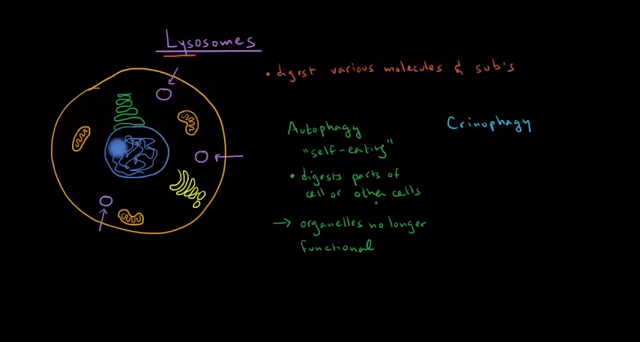 Lysosomes
• digest various molecules & sub's
Autophagy
"self-eating"
• digests parts of
cell or other cells
→ organelles no longer
functional
Crinophagy